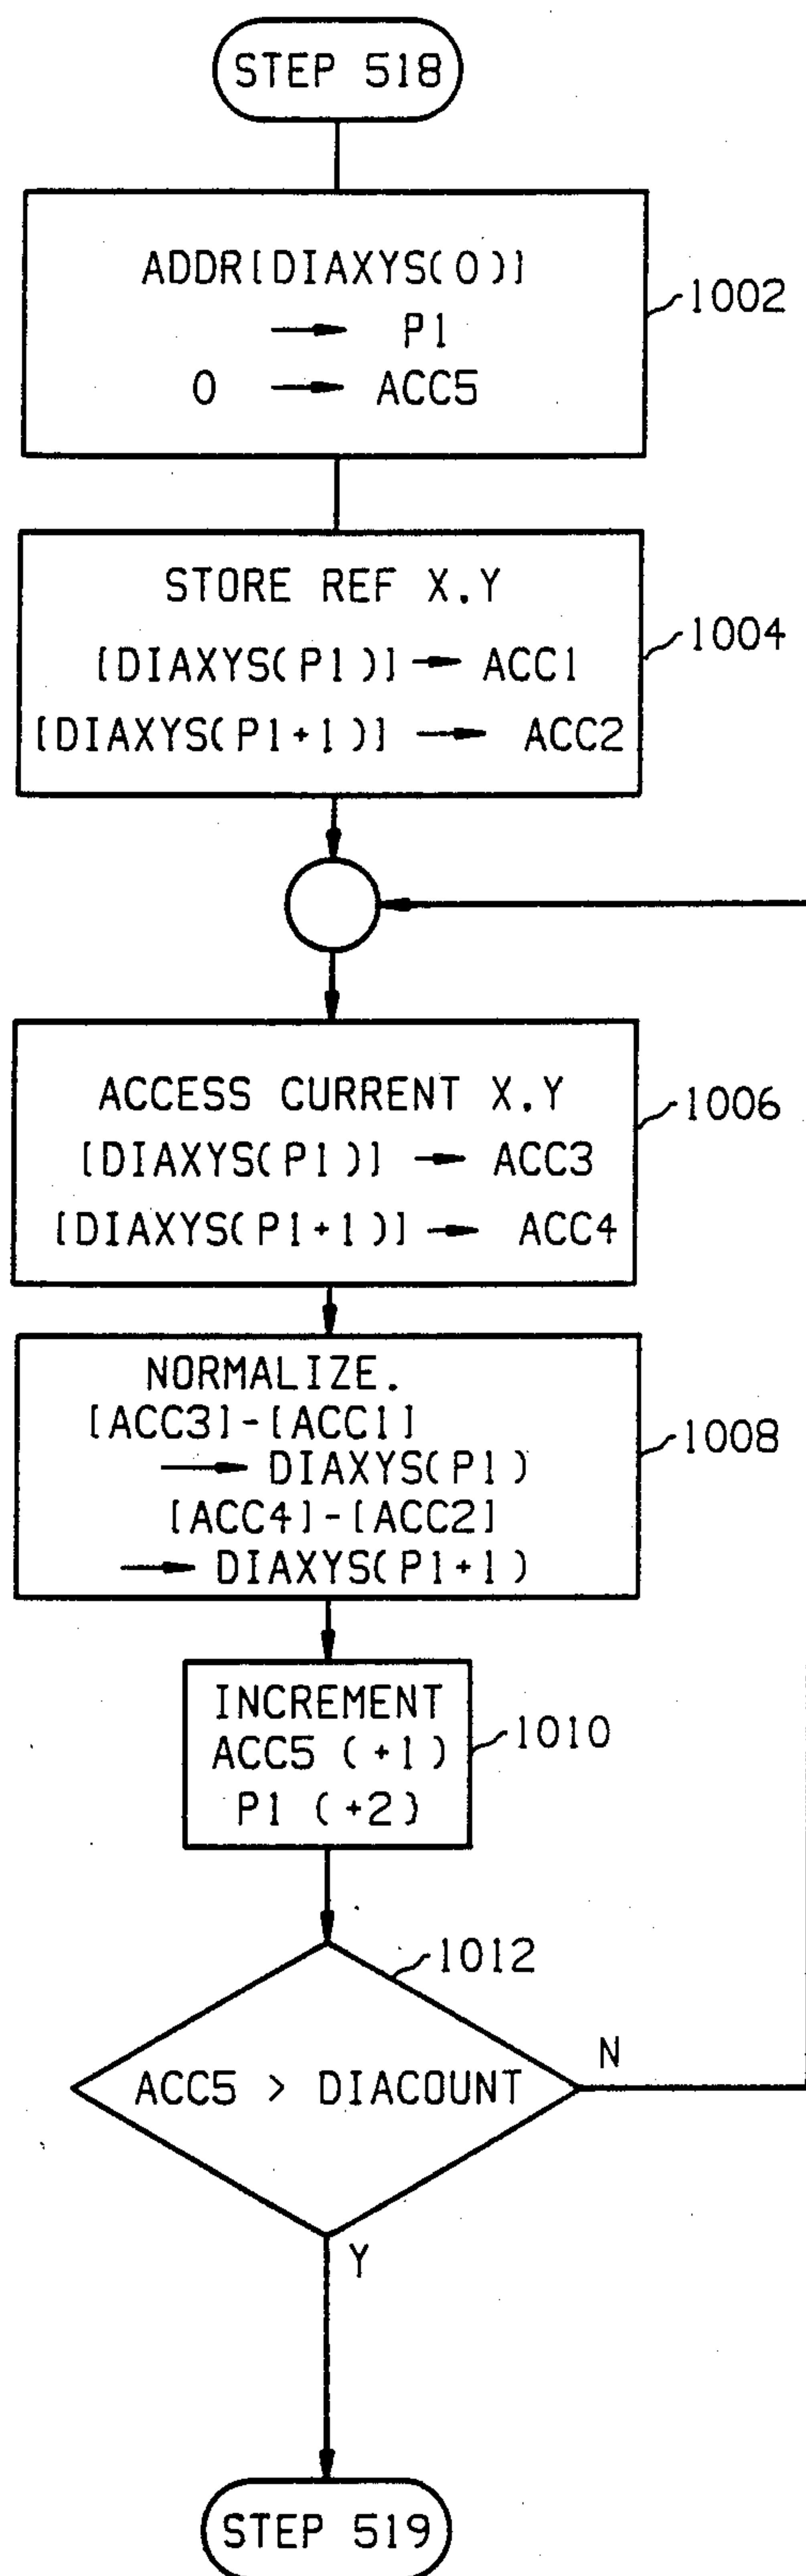 STEP 518
ADDR[DIAXYS(0)]
→ P1
0 → ACC5
1002
STORE REF X.Y
[DIAXYS(P1)] → ACC1
[DIAXYS(P1+1)] → ACC2
1004
ACCESS CURRENT X.Y
[DIAXYS(P1)] → ACC3
[DIAXYS(P1+1)] → ACC4
1006
NORMALIZE.
[ACC3]-[ACC1]
→ DIAXYS(P1)
[ACC4]-[ACC2]
→ DIAXYS(P1+1)
1008
INCREMENT
ACC5 (+1)
P1 (+2)
1010
1012
ACC5 > DIACOUNT
N
Y
STEP 519